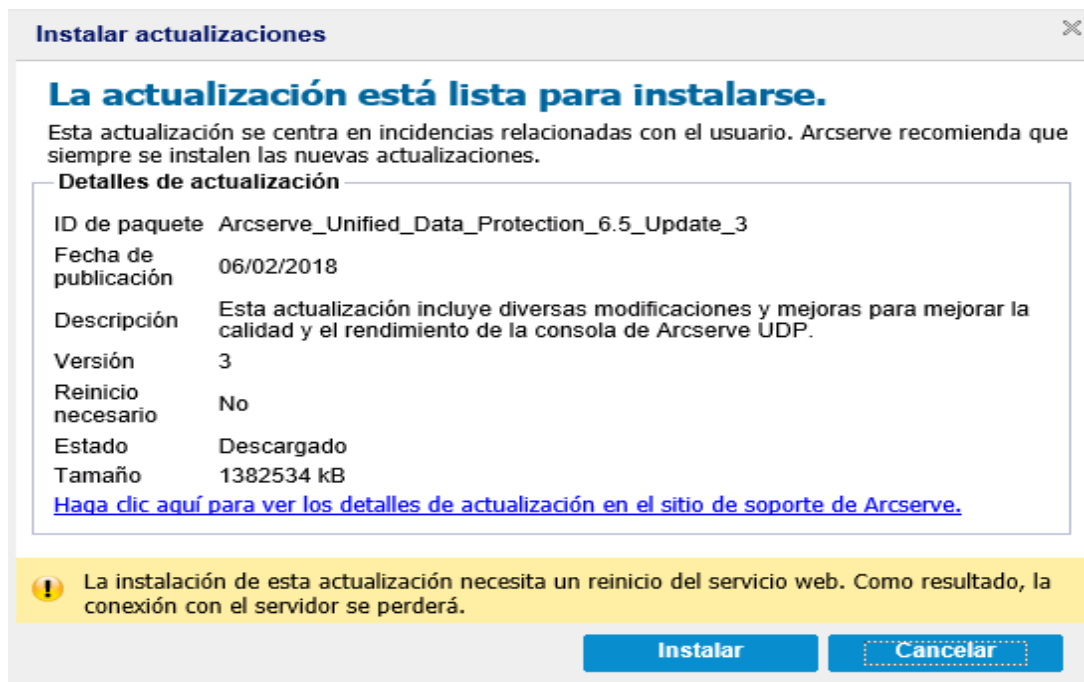 Instalar actualizaciones
La actualización está lista para instalarse.
Esta actualización se centra en incidencias relacionadas con el usuario. Arcserve recomienda que
siempre se instalen las nuevas actualizaciones.
Detalles de actualización
ID de paquete Arcserve_Unified_Data_Protection_6.5_Update_3
Fecha de
publicación 06/02/2018
Descripción Esta actualización incluye diversas modificaciones y mejoras para mejorar la
calidad y el rendimiento de la consola de Arcserve UDP.
Versión 3
Reinicio
necesario No
Estado Descargado
Tamaño 1382534 kB
Haga clic aquí para ver los detalles de actualización en el sitio de soporte de Arcserve.
La instalación de esta actualización necesita un reinicio del servicio web. Como resultado, la
conexión con el servidor se perderá.
Instalar Cancelar